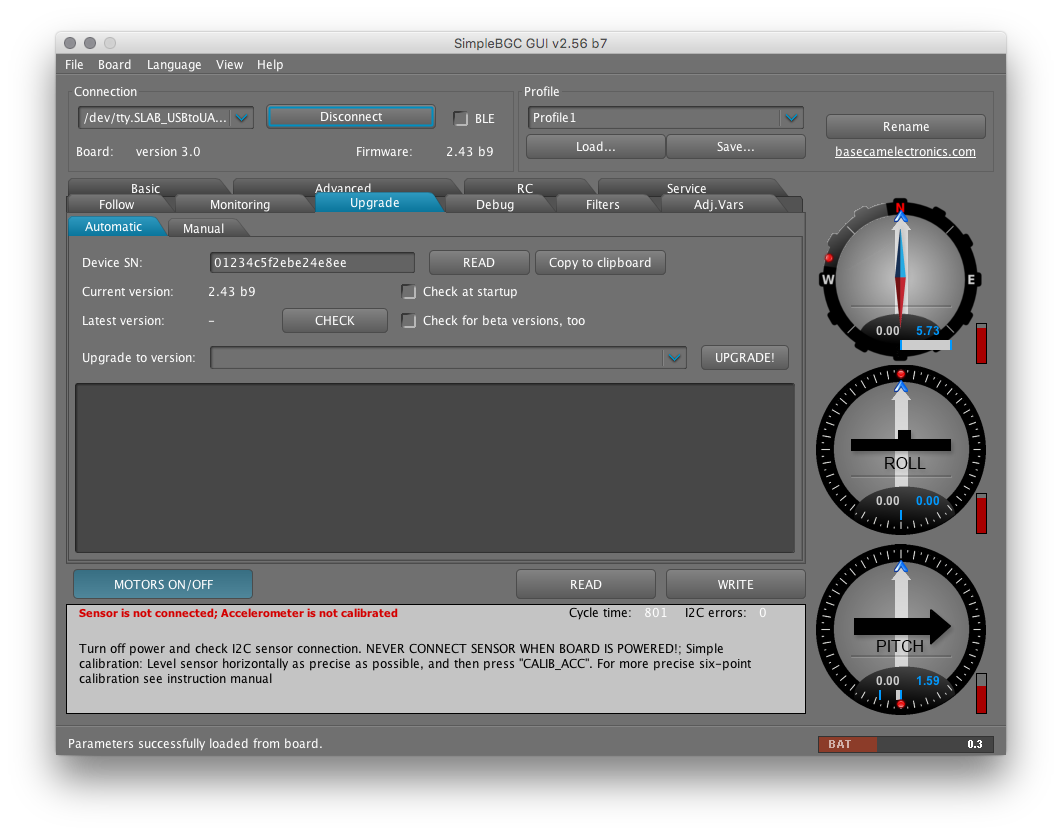 SimpleBGC GUI v2.56 b7
File Board Language View Help
Connection
/dev/tty.SLAB_USBtoUA... Disconnect BLE
Board: version 3.0 Firmware: 2.43 b9
Profile
Profile1
Load... Save...
Rename
basecamelectronics.com
Basic Advanced RC Service
Follow Monitoring Upgrade Debug Filters Adj.Vars
Automatic Manual
Device SN: 01234c5f2ebe24e8ee READ Copy to clipboard
Current version: 2.43 b9 Check at startup
Latest version: – CHECK Check for beta versions, too
Upgrade to version: UPGRADE!
N
W E
0.00 5.73
ROLL
0.00 0.00
PITCH
0.00 1.59
MOTORS ON/OFF READ WRITE
Sensor is not connected; Accelerometer is not calibrated Cycle time: 801 I2C errors: 0
Turn off power and check I2C sensor connection. NEVER CONNECT SENSOR WHEN BOARD IS POWERED!; Simple
calibration: Level sensor horizontally as precise as possible, and then press "CALIB_ACC". For more precise six-point
calibration see instruction manual
Parameters successfully loaded from board.
BAT 0.3